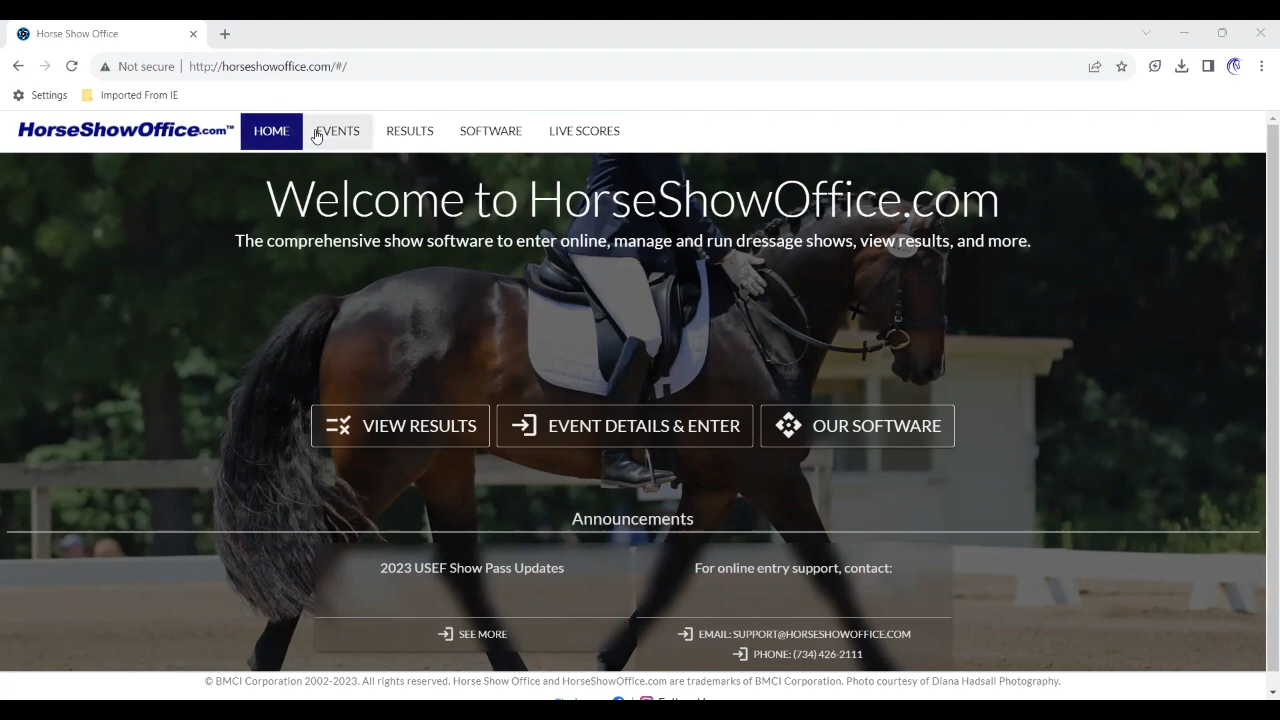 Horse Show Office
Not secure
http://horseshowoffice.com/#/
Settings
Imported From IE
HorseShowOffice.com™
HOME
EVENTS
RESULTS
SOFTWARE
LIVE SCORES
Welcome to HorseShowOffice.com
The comprehensive show software to enter online, manage and run dressage shows, view results, and more.
VIEW RESULTS
EVENT DETAILS & ENTER
OUR SOFTWARE
Announcements
2023 USEF Show Pass Updates
SEE MORE
For online entry support, contact:
EMAIL: SUPPORT@HORSESHOWOFFICE.COM
PHONE: (734) 426-2111
© BMCI Corporation 2002-2023. All rights reserved. Horse Show Office and HorseShowOffice.com are trademarks of BMCI Corporation. Photo courtesy of Diana Hadsall Photography.